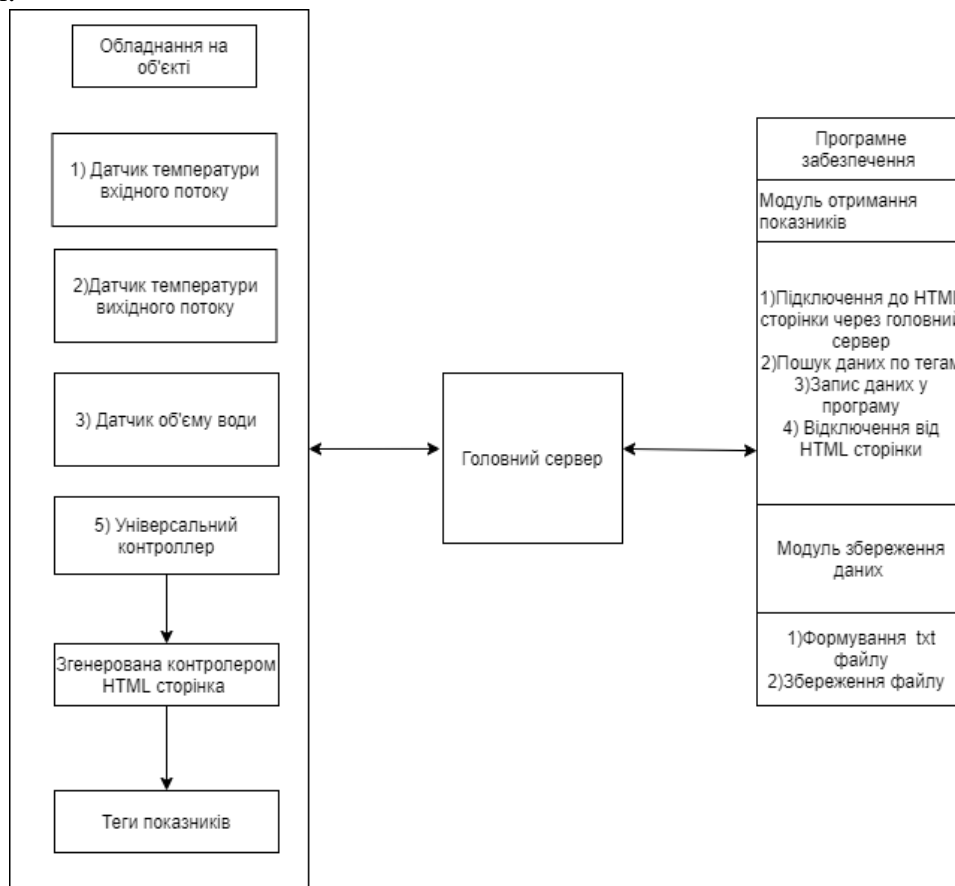 Обладнання на
об'єкті
1) Датчик температури
вхідного потоку
2)Датчик температури
вихідного потоку
3) Датчик об'єму води
5) Універсальний
контроллер
Згенерована контролером
HTML сторінка
Теги показників
Головний сервер
Програмне
забезпечення
Модуль отримання
показників
1)Підключення до HTML
сторінки через головний
сервер
2)Пошук даних по тегам
3)Запис даних у
програму
4) Відключення від
HTML сторінки
Модуль збереження
даних
1)Формування txt
файлу
2)Збереження файлу